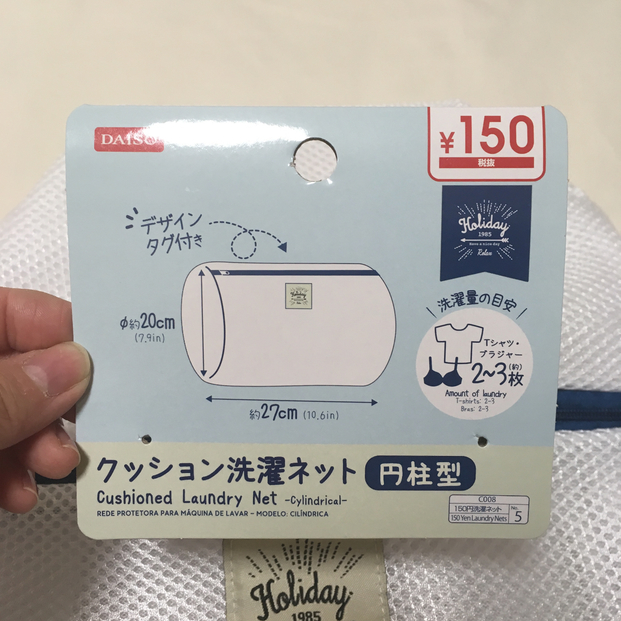 DAISO
¥150
税抜
Holiday
1985
Have a nice day
Relax
デザイン
タグ付き
φ約20cm
(7.9in)
約27cm (10.6in)
洗濯量の目安
Tシャツ・
ブラジャー
2~3(約)枚
Amount of laundry
T-shirts: 2-3
Bras: 2-3
クッション洗濯ネット 円柱型
Cushioned Laundry Net -Cylindrical-
REDE PROTETORA PARA MÁQUINA DE LAVAR – MODELO: CILÍNDRICA
C008
150円洗濯ネット
150 Yen Laundry Nets
No.
5
Holiday
1985